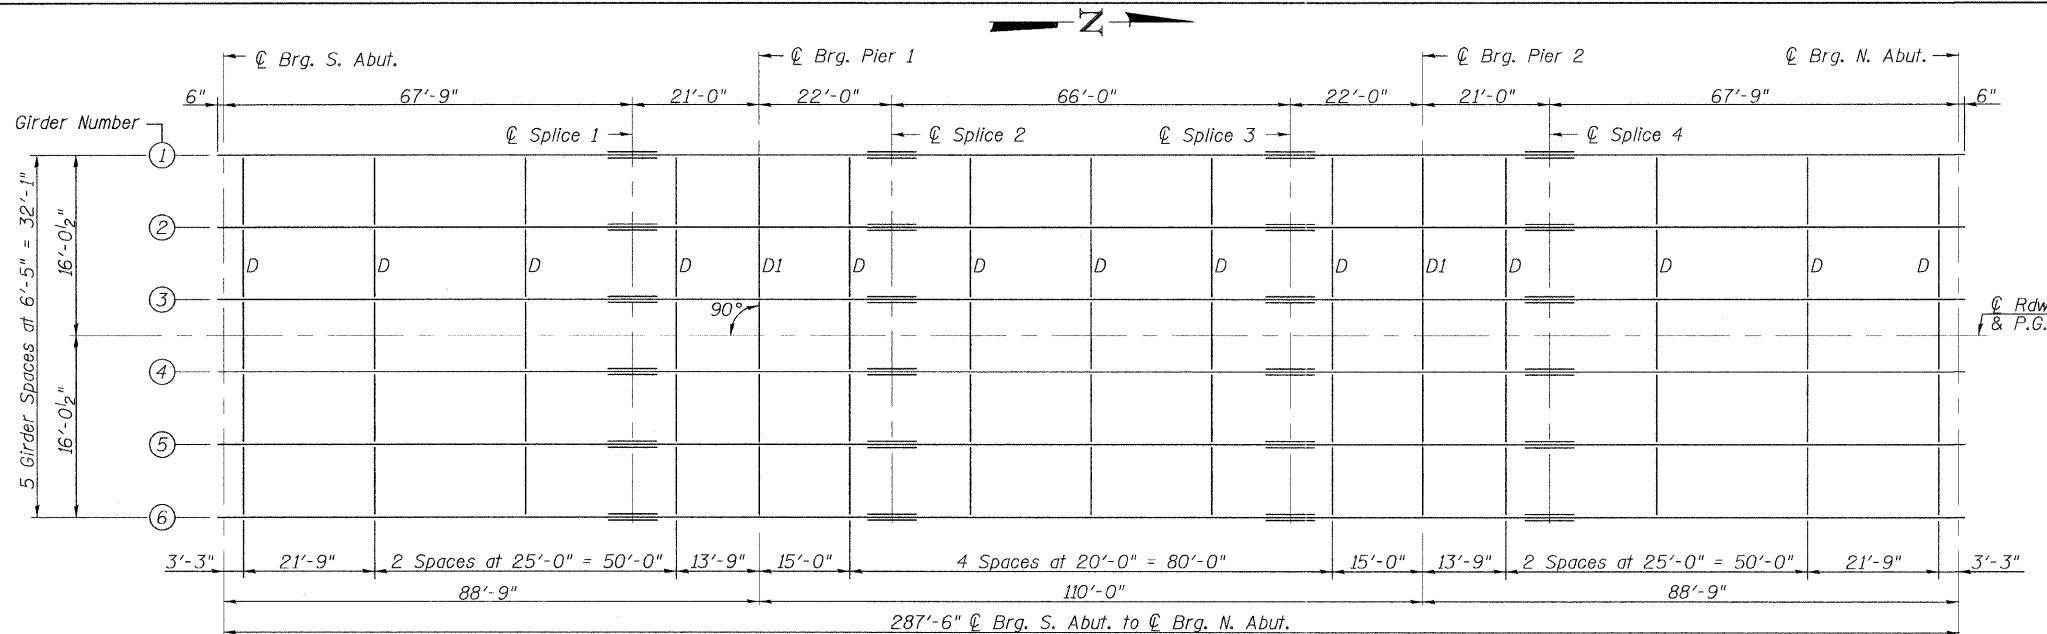 N
℄ Brg. S. Abut.
℄ Brg. Pier 1
℄ Brg. Pier 2
℄ Brg. N. Abut.
6" 67'-9" 21'-0" 22'-0" 66'-0" 22'-0" 21'-0" 67'-9" 6"
Girder Number
℄ Splice 1
℄ Splice 2
℄ Splice 3
℄ Splice 4
1
2
3
4
5
6
5 Girder Spaces at 6'-5" = 32'-1"
16'-0½"
16'-0½"
D D D D D1 D D D D D D1 D D D D
90°
℄ Rdw
& P.G.
3'-3" 21'-9" 2 Spaces at 25'-0" = 50'-0" 13'-9" 15'-0" 4 Spaces at 20'-0" = 80'-0" 15'-0" 13'-9" 2 Spaces at 25'-0" = 50'-0" 21'-9" 3'-3"
88'-9" 110'-0" 88'-9"
287'-6" ℄ Brg. S. Abut. to ℄ Brg. N. Abut.